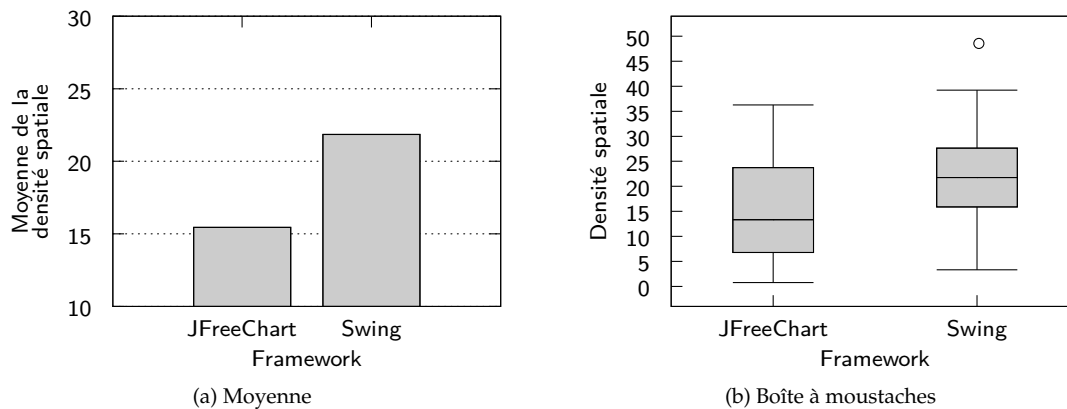 30
25
20
15
10
Moyenne de la
densité spatiale
JFreeChart
Swing
Framework
(a) Moyenne
50
45
40
35
30
25
20
15
10
5
0
Densité spatiale
JFreeChart
Swing
Framework
(b) Boîte à moustaches